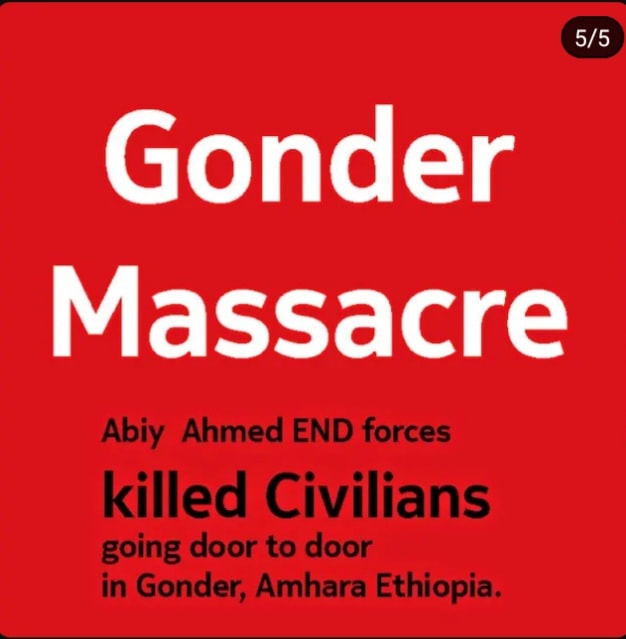 5/5
Gonder
Massacre
Abiy Ahmed END forces
killed Civilians
going door to door
in Gonder, Amhara Ethiopia.